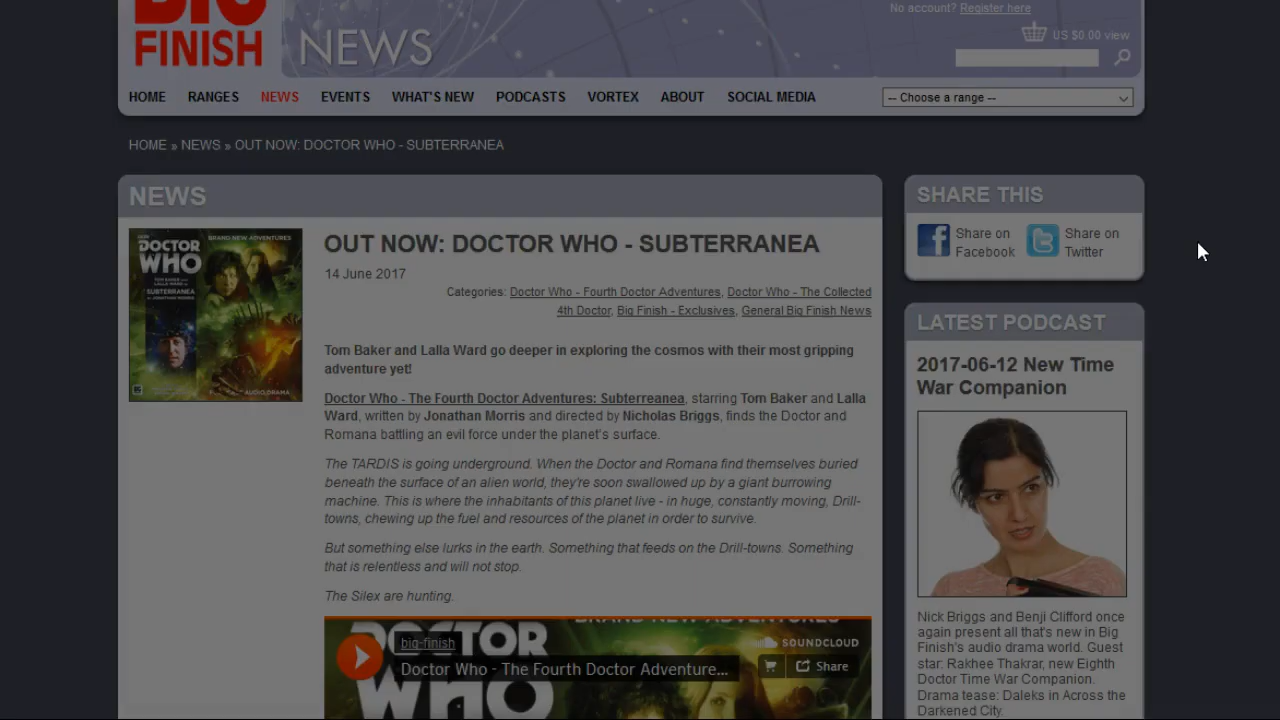 BIG
FINISH
NEWS
No account? Register here
US $0.00 view
HOME RANGES NEWS EVENTS WHAT'S NEW PODCASTS VORTEX ABOUT SOCIAL MEDIA
-- Choose a range --
HOME » NEWS » OUT NOW: DOCTOR WHO - SUBTERRANEA
NEWS
BRAND NEW ADVENTURES
DOCTOR
WHO
TOM BAKER AND
LALLA WARD IN
SUBTERRANEA
BY JONATHAN MORRIS
AUDIO DRAMA
OUT NOW: DOCTOR WHO - SUBTERRANEA
14 June 2017
Categories: Doctor Who - Fourth Doctor Adventures, Doctor Who - The Collected
4th Doctor, Big Finish - Exclusives, General Big Finish News
Tom Baker and Lalla Ward go deeper in exploring the cosmos with their most gripping
adventure yet!
Doctor Who - The Fourth Doctor Adventures: Subterreanea, starring Tom Baker and Lalla
Ward, written by Jonathan Morris and directed by Nicholas Briggs, finds the Doctor and
Romana battling an evil force under the planet's surface.
The TARDIS is going underground. When the Doctor and Romana find themselves buried
beneath the surface of an alien world, they're soon swallowed up by a giant burrowing
machine. This is where the inhabitants of this planet live - in huge, constantly moving, Drill-
towns, chewing up the fuel and resources of the planet in order to survive.
But something else lurks in the earth. Something that feeds on the Drill-towns. Something
that is relentless and will not stop.
The Silex are hunting.
BRAND NEW ADVENTURES
DOCTOR
WHO
big-finish
Doctor Who - The Fourth Doctor Adventure...
SOUNDCLOUD
Share
SHARE THIS
Share on
Facebook
Share on
Twitter
LATEST PODCAST
2017-06-12 New Time
War Companion
Nick Briggs and Benji Clifford once
again present all that's new in Big
Finish's audio drama world. Guest
star: Rakhee Thakrar, new Eighth
Doctor Time War Companion.
Drama tease: Daleks in Across the
Darkened City.